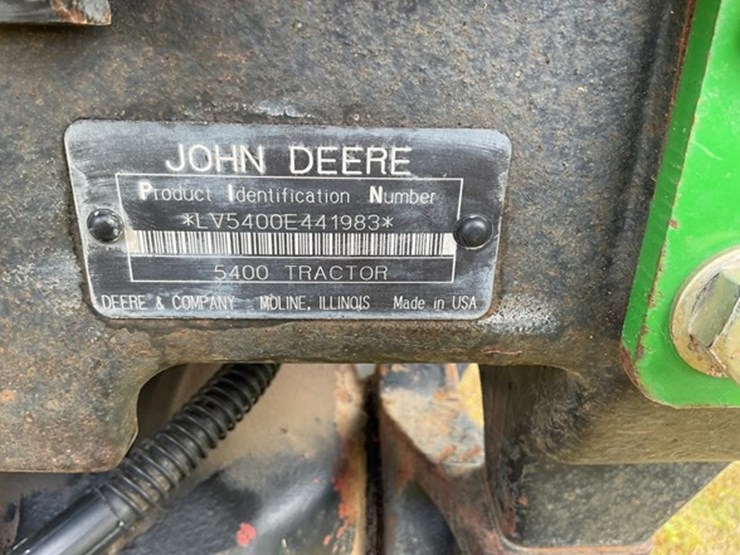 JOHN DEERE
Product Identification Number
*LV5400E441983*
5400 TRACTOR
DEERE & COMPANY MOLINE, ILLINOIS Made in USA